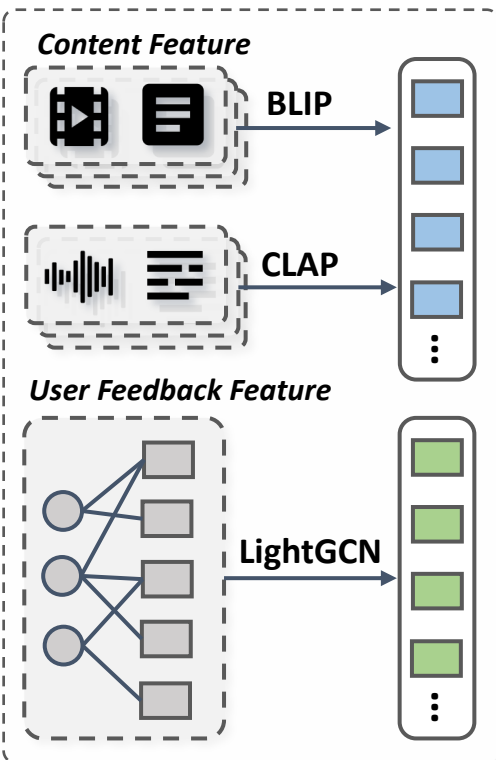 Content Feature
BLIP
CLAP
User Feedback Feature
LightGCN